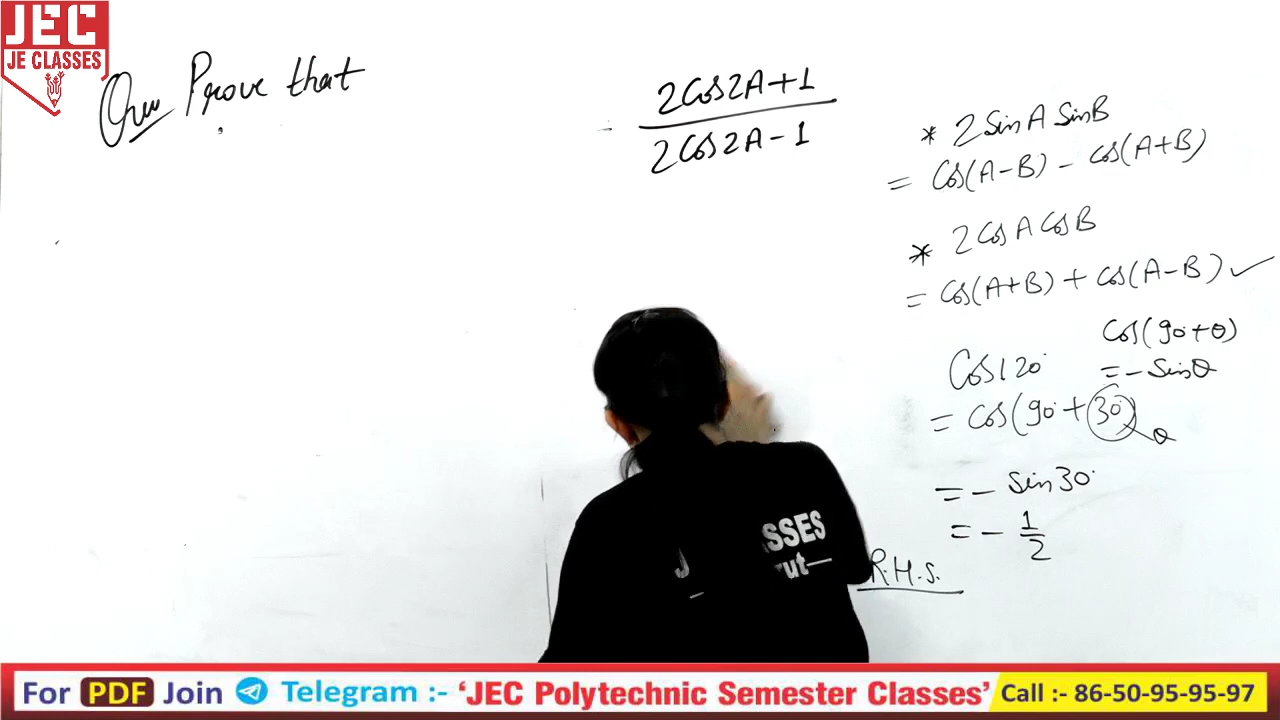 JEC
JE CLASSES
Que Prove that
2Cos2A+1
2Cos2A-1
* 2SinA SinB
= Cos(A-B) - Cos(A+B)
* 2CosA CosB
= Cos(A+B) + Cos(A-B) ✓
Cos(90°+θ)
= - Sinθ
Cos120°
= Cos(90°+30°)
θ
= - Sin30°
= - 1/2
R.H.S.
SSES
rut—
For PDF Join Telegram :- ‘JEC Polytechnic Semester Classes’ Call :- 86-50-95-95-97